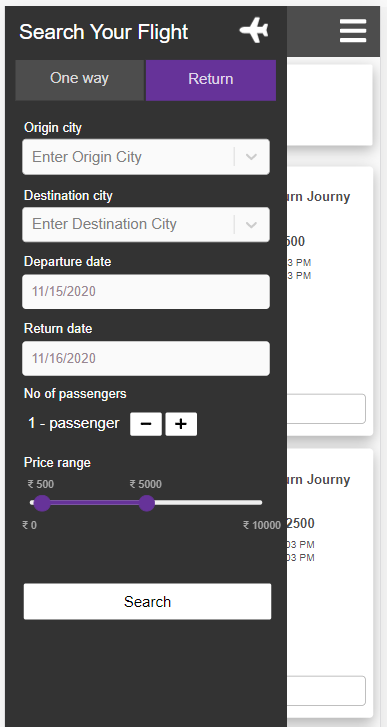 Search Your Flight
One way
Return
Origin city
Enter Origin City
Destination city
Enter Destination City
Departure date
11/15/2020
Return date
11/16/2020
No of passengers
1 - passenger
Price range
₹ 500
₹ 5000
₹ 0
₹ 10000
Search
Journy
500
3 PM
3 PM
Journy
2500
03 PM
03 PM